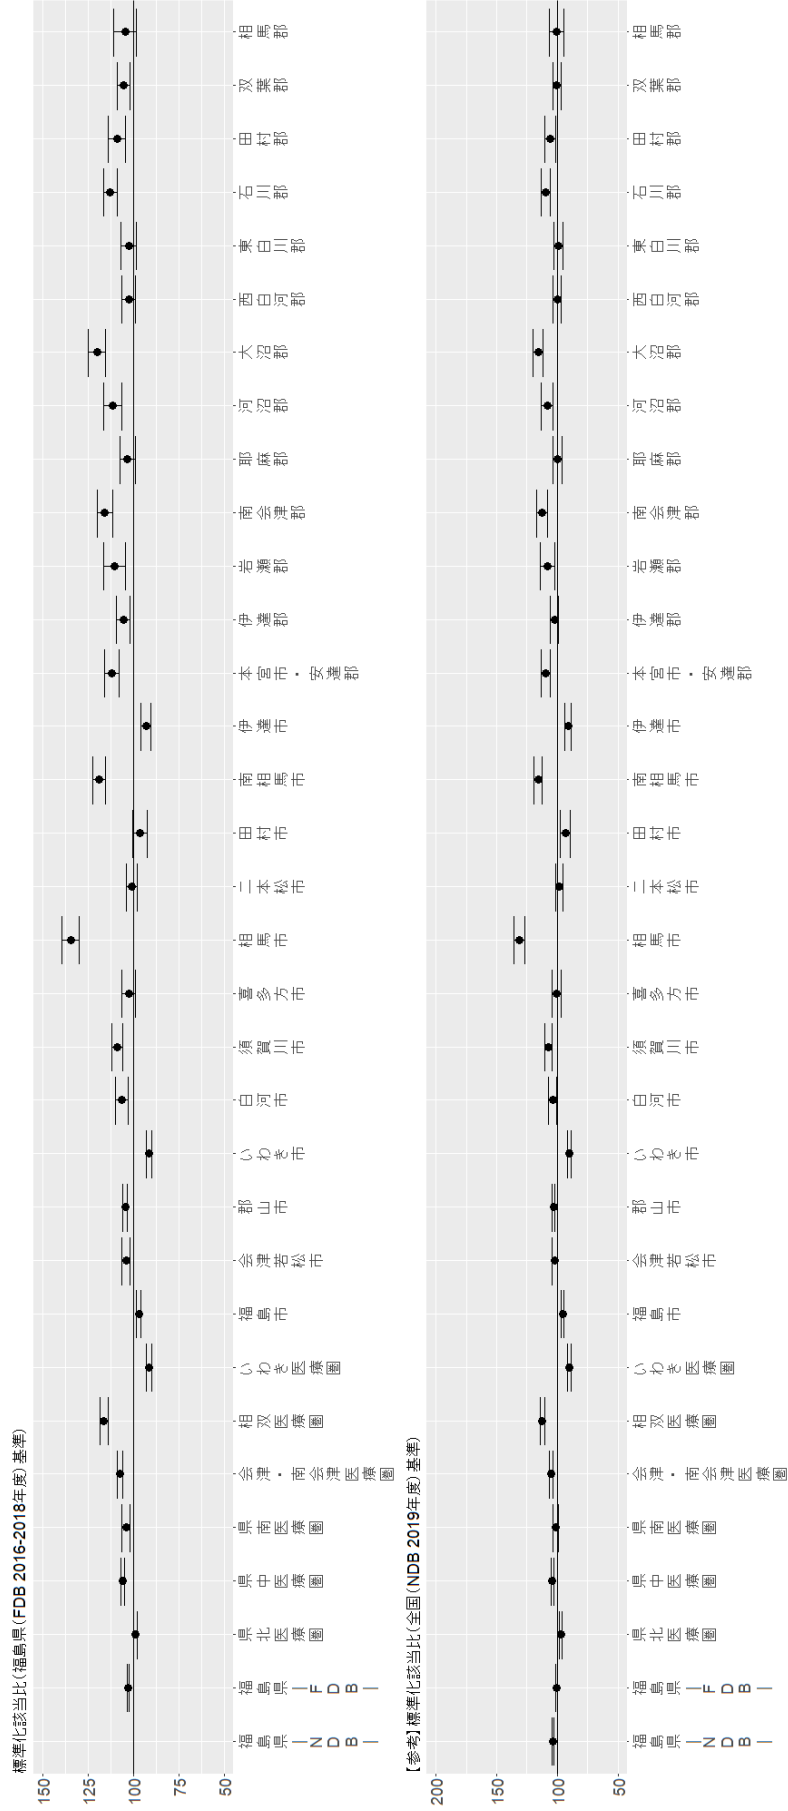 標準化該当比(福島県(FDB 2016-2018年度)基準)
150
125
100
75
50
福島県|NDB|
福島県|FDB|
県北医療圏
県中医療圏
県南医療圏
会津・南会津医療圏
相双医療圏
いわき医療圏
福島市
会津若松市
郡山市
いわき市
白河市
須賀川市
喜多方市
相馬市
二本松市
田村市
南相馬市
伊達市
本宮市・安達郡
伊達郡
岩瀬郡
南会津郡
耶麻郡
河沼郡
大沼郡
西白河郡
東白川郡
石川郡
田村郡
双葉郡
相馬郡
【参考】標準化該当比(全国(NDB 2019年度)基準)
200
150
100
50
福島県|NDB|
福島県|FDB|
県北医療圏
県中医療圏
県南医療圏
会津・南会津医療圏
相双医療圏
いわき医療圏
福島市
会津若松市
郡山市
いわき市
白河市
須賀川市
喜多方市
相馬市
二本松市
田村市
南相馬市
伊達市
本宮市・安達郡
伊達郡
岩瀬郡
南会津郡
耶麻郡
河沼郡
大沼郡
西白河郡
東白川郡
石川郡
田村郡
双葉郡
相馬郡